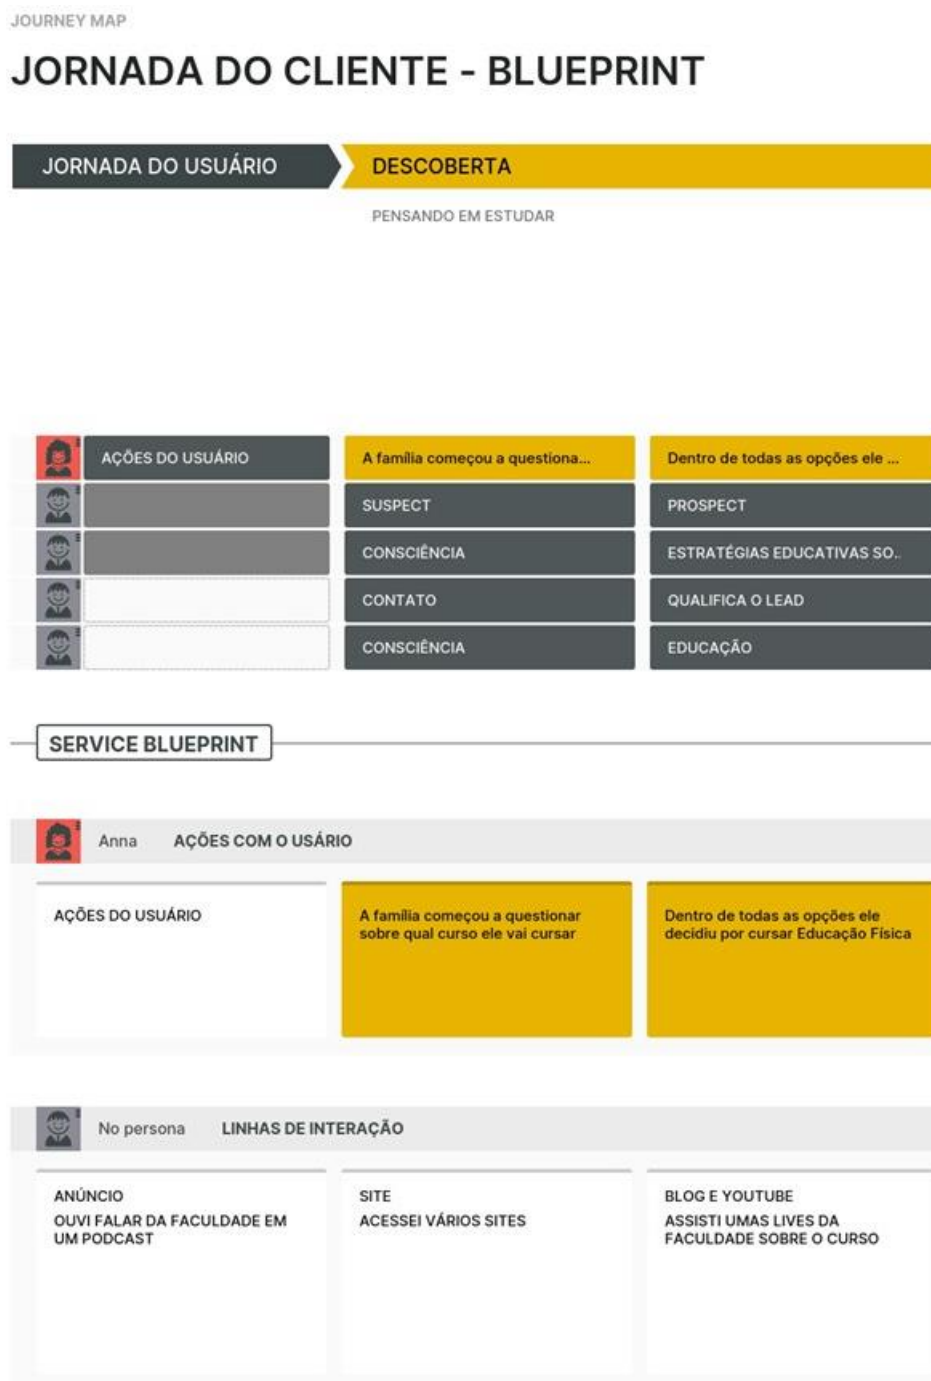 JOURNEY MAP
JORNADA DO CLIENTE - BLUEPRINT
JORNADA DO USUÁRIO
DESCOBERTA
PENSANDO EM ESTUDAR
AÇÕES DO USUÁRIO
A família começou a questiona...
Dentro de todas as opções ele ...
SUSPECT
PROSPECT
CONSCIÊNCIA
ESTRATÉGIAS EDUCATIVAS SO..
CONTATO
QUALIFICA O LEAD
CONSCIÊNCIA
EDUCAÇÃO
SERVICE BLUEPRINT
Anna
AÇÕES COM O USÁRIO
AÇÕES DO USUÁRIO
A família começou a questionar
sobre qual curso ele vai cursar
Dentro de todas as opções ele
decidiu por cursar Educação Física
No persona
LINHAS DE INTERAÇÃO
ANÚNCIO
OUVI FALAR DA FACULDADE EM
UM PODCAST
SITE
ACESSEI VÁRIOS SITES
BLOG E YOUTUBE
ASSISTI UMAS LIVES DA
FACULDADE SOBRE O CURSO